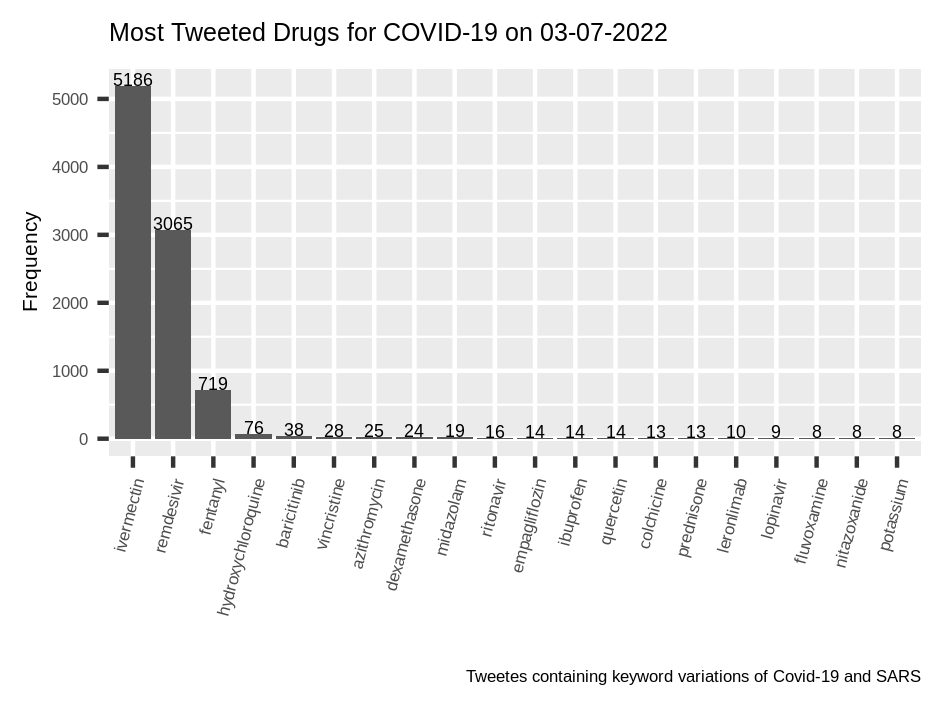 Most Tweeted Drugs for COVID-19 on 03-07-2022
Frequency
5000
4000
3000
2000
1000
0
5186
3065
719
76
38
28
25
24
19
16
14
14
14
13
13
10
9
8
8
8
ivermectin
remdesivir
fentanyl
hydroxychloroquine
baricitinib
vincristine
azithromycin
dexamethasone
midazolam
ritonavir
empagliflozin
ibuprofen
quercetin
colchicine
prednisone
leronlimab
lopinavir
fluvoxamine
nitazoxanide
potassium
Tweetes containing keyword variations of Covid-19 and SARS